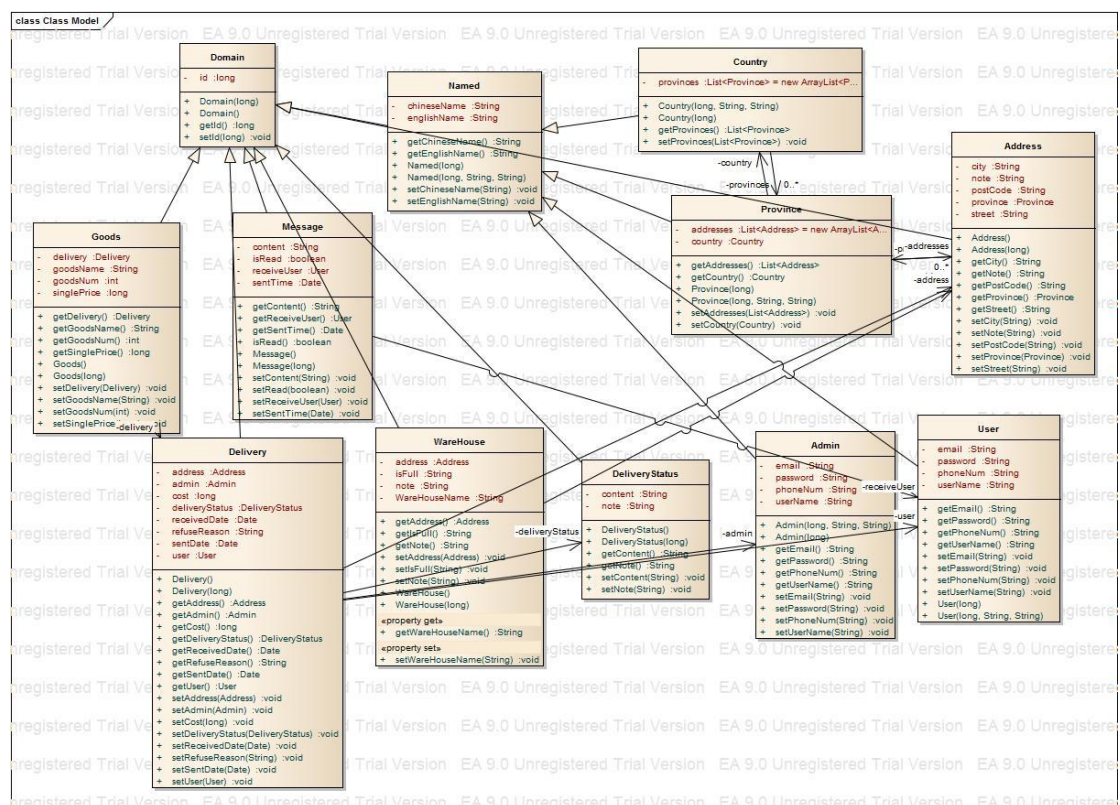 class Class Model
EA 9.0 Unregistered Trial Version
Domain
- id :long
+ Domain(long)
+ Domain()
+ getId() :long
+ setId(long) :void
Named
- chineseName :String
- englishName :String
+ getChineseName() :String
+ getEnglishName() :String
+ Named(long)
+ Named(long, String, String)
+ setChineseName(String) :void
+ setEnglishName(String) :void
Country
- provinces :List<Province> = new ArrayList<P...
+ Country(long, String, String)
+ Country(long)
+ getProvinces() :List<Province>
+ setProvinces(List<Province>) :void
-country
-provinces
0..*
Province
- addresses :List<Address> = new ArrayList<A...
- country :Country
+ getAddresses() :List<Address>
+ getCountry() :Country
+ Province(long)
+ Province(long, String, String)
+ setAddresses(List<Address>) :void
+ setCountry(Country) :void
-addresses
0..*
-address
Address
- city :String
- note :String
- postCode :String
- province :Province
- street :String
+ Address()
+ Address(long)
+ getCity() :String
+ getNote() :String
+ getPostCode() :String
+ getProvince() :Province
+ getStreet() :String
+ setCity(String) :void
+ setNote(String) :void
+ setPostCode(String) :void
+ setProvince(Province) :void
+ setStreet(String) :void
Goods
- delivery :Delivery
- goodsName :String
- goodsNum :int
- singlePrice :long
+ getDelivery() :Delivery
+ getGoodsName() :String
+ getGoodsNum() :int
+ getSinglePrice() :long
+ Goods()
+ Goods(long)
+ setDelivery(Delivery) :void
+ setGoodsName(String) :void
+ setGoodsNum(int) :void
+ setSinglePrice
-delivery
Message
- content :String
- isRead :boolean
- receiveUser :User
- sentTime :Date
+ getContent() :String
+ getReceiveUser() :User
+ getSentTime() :Date
+ isRead() :boolean
+ Message()
+ Message(long)
+ setContent(String) :void
+ setRead(boolean) :void
+ setReceiveUser(User) :void
+ setSentTime(Date) :void
Delivery
- address :Address
- admin :Admin
- cost :long
- deliveryStatus :DeliveryStatus
- receivedDate :Date
- refuseReason :String
- sentDate :Date
- user :User
+ Delivery()
+ Delivery(long)
+ getAddress() :Address
+ getAdmin() :Admin
+ getCost() :long
+ getDeliveryStatus() :DeliveryStatus
+ getReceivedDate() :Date
+ getRefuseReason() :String
+ getSentDate() :Date
+ getUser() :User
+ setAddress(Address) :void
+ setAdmin(Admin) :void
+ setCost(long) :void
+ setDeliveryStatus(DeliveryStatus) :void
+ setReceivedDate(Date) :void
+ setRefuseReason(String) :void
+ setSentDate(Date) :void
+ setUser(User) :void
WareHouse
- address :Address
- isFull :String
- note :String
- WareHouseName :String
+ getAddress() :Address
+ getIsFull() :String
+ getNote() :String
+ setAddress(Address) :void
+ setIsFull(String) :void
+ setNote(String) :void
+ WareHouse()
+ WareHouse(long)
«property get»
+ getWareHouseName() :String
«property set»
+ setWareHouseName(String) :void
-deliveryStatus
DeliveryStatus
- content :String
- note :String
+ DeliveryStatus()
+ DeliveryStatus(long)
+ getContent() :String
+ getNote() :String
+ setContent(String) :void
+ setNote(String) :void
-admin
Admin
- email :String
- password :String
- phoneNum :String
- userName :String
+ Admin(long, String, String)
+ Admin(long)
+ getEmail() :String
+ getPassword() :String
+ getPhoneNum() :String
+ getUserName() :String
+ setEmail(String) :void
+ setPassword(String) :void
+ setPhoneNum(String) :void
+ setUserName(String) :void
-receiveUser
-user
User
- email :String
- password :String
- phoneNum :String
- userName :String
+ getEmail() :String
+ getPassword() :String
+ getPhoneNum() :String
+ getUserName() :String
+ setEmail(String) :void
+ setPassword(String) :void
+ setPhoneNum(String) :void
+ setUserName(String) :void
+ User(long)
+ User(long, String, String)